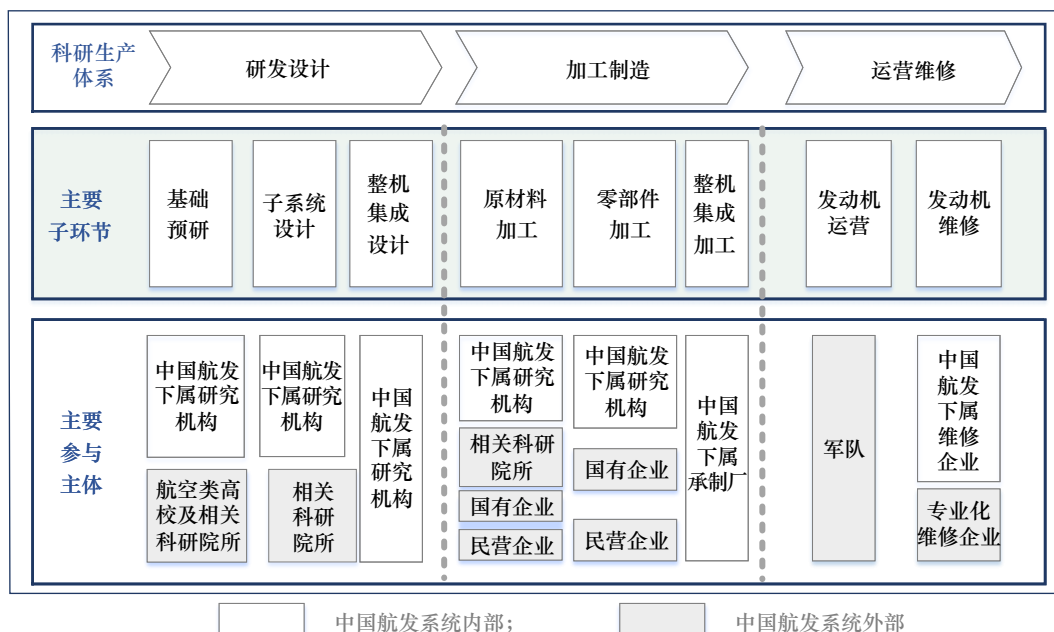 科研生产
体系
研发设计
加工制造
运营维修
主要
子环节
基础
预研
子系统
设计
整机
集成
设计
原材料
加工
零部件
加工
整机
集成
加工
发动机
运营
发动机
维修
主要
参与
主体
中国航发
下属研究
机构
航空类高
校及相关
科研院所
中国航发
下属研究
机构
相关
科研
院所
中国
航发
下属
研究
机构
中国航发
下属研究
机构
相关科研
院所
国有企业
民营企业
中国航发
下属研究
机构
国有企业
民营企业
中国
航发
下属
承制厂
军队
中国
航发
下属
维修
企业
专业化
维修企业
中国航发系统内部；
中国航发系统外部